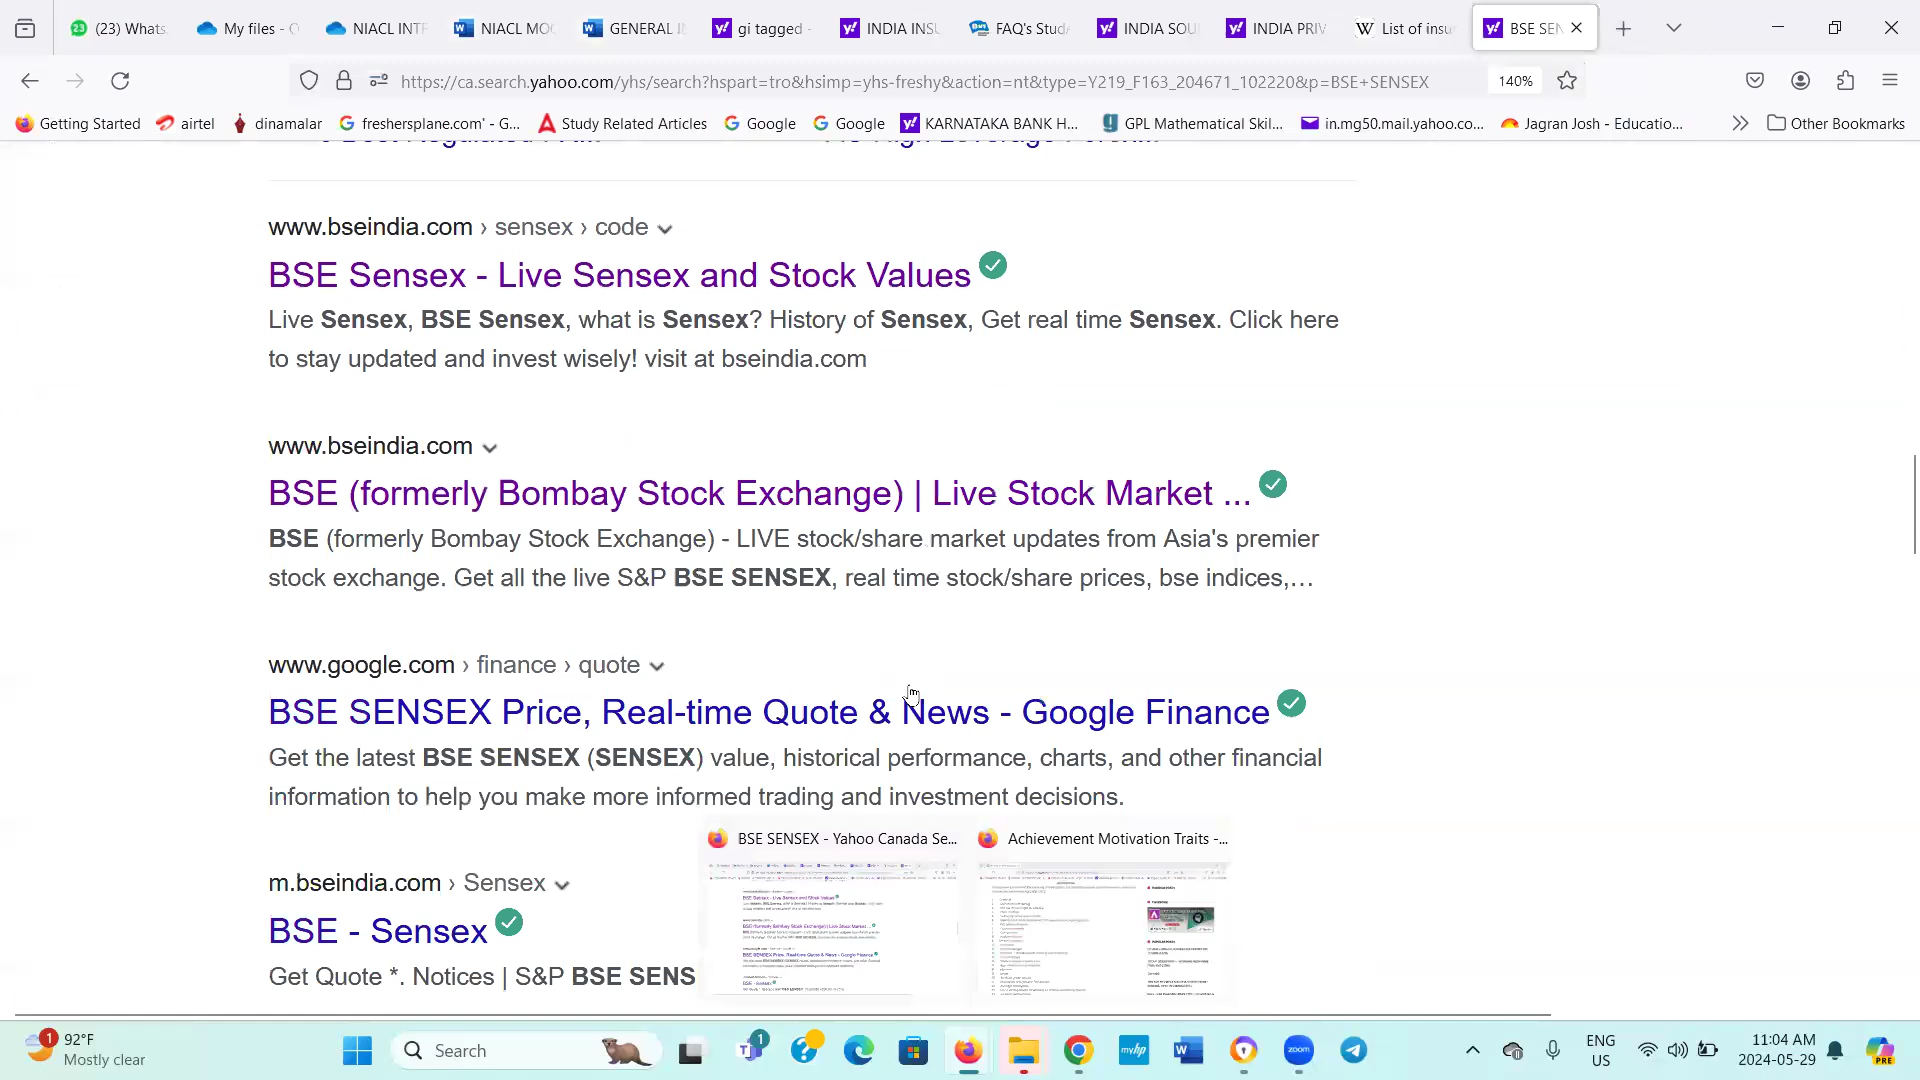 (23) Whats
My files - O
NIACL INTE
NIACL MO
GENERAL I
gi tagged -
INDIA INSU
FAQ's Stud
INDIA SOU
INDIA PRIV
List of insu
BSE SEN
https://ca.search.yahoo.com/yhs/search?hspart=tro&hsimp=yhs-freshy&action=nt&type=Y219_F163_204671_102220&p=BSE+SENSEX
140%
Getting Started
airtel
dinamalar
freshersplane.com' - G...
Study Related Articles
Google
Google
KARNATAKA BANK H...
GPL Mathematical Skil...
in.mg50.mail.yahoo.co...
Jagran Josh - Educatio...
Other Bookmarks
www.bseindia.com › sensex › code
BSE Sensex - Live Sensex and Stock Values
Live Sensex, BSE Sensex, what is Sensex? History of Sensex, Get real time Sensex. Click here
to stay updated and invest wisely! visit at bseindia.com
www.bseindia.com
BSE (formerly Bombay Stock Exchange) | Live Stock Market ...
BSE (formerly Bombay Stock Exchange) - LIVE stock/share market updates from Asia's premier
stock exchange. Get all the live S&P BSE SENSEX, real time stock/share prices, bse indices,...
www.google.com › finance › quote
BSE SENSEX Price, Real-time Quote & News - Google Finance
Get the latest BSE SENSEX (SENSEX) value, historical performance, charts, and other financial
information to help you make more informed trading and investment decisions.
BSE SENSEX - Yahoo Canada Se...
Achievement Motivation Traits -...
m.bseindia.com › Sensex
BSE - Sensex
Get Quote *. Notices | S&P BSE SENS
1
92°F
Mostly clear
Search
1
myhp
zoom
ENG
US
11:04 AM
2024-05-29
PRE